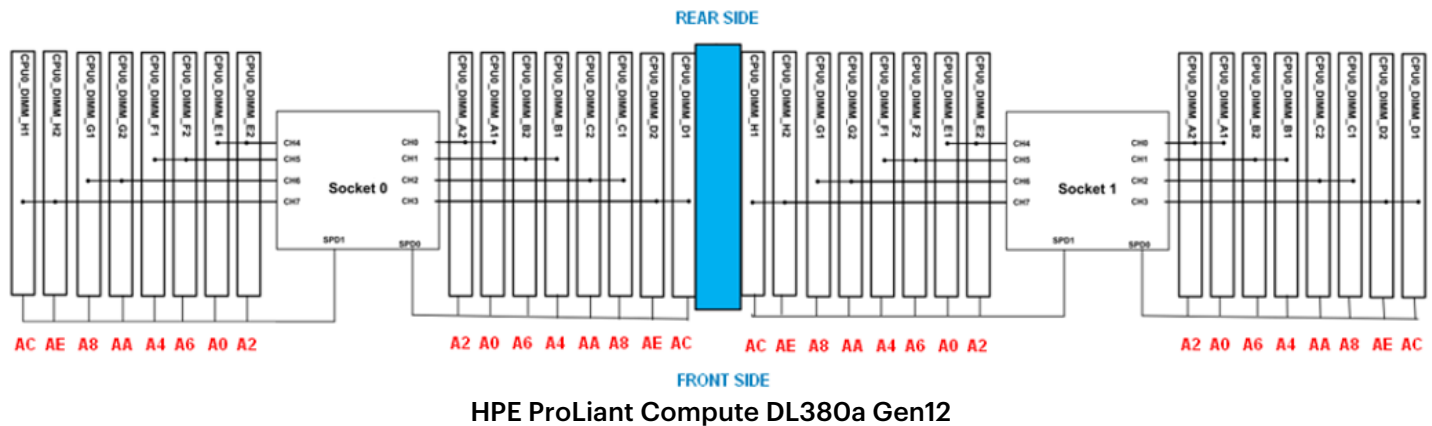 REAR SIDE
CPU0_DIMM_H1 CPU0_DIMM_H2 CPU0_DIMM_G1 CPU0_DIMM_G2 CPU0_DIMM_F1 CPU0_DIMM_F2 CPU0_DIMM_E1 CPU0_DIMM_E2 CPU0_DIMM_A2 CPU0_DIMM_A1 CPU0_DIMM_B2 CPU0_DIMM_B1 CPU0_DIMM_C2 CPU0_DIMM_C1 CPU0_DIMM_D2 CPU0_DIMM_D1 CPU0_DIMM_H1 CPU0_DIMM_H2 CPU0_DIMM_G1 CPU0_DIMM_G2 CPU0_DIMM_F1 CPU0_DIMM_F2 CPU0_DIMM_E1 CPU0_DIMM_E2 CPU0_DIMM_A2 CPU0_DIMM_A1 CPU0_DIMM_B2 CPU0_DIMM_B1 CPU0_DIMM_C2 CPU0_DIMM_C1 CPU0_DIMM_D2 CPU0_DIMM_D1
CH4 CH0 CH4 CH0
CH5 CH1 CH5 CH1
CH6 CH2 CH6 CH2
Socket 0 Socket 1
CH7 CH3 CH7 CH3
SPD1 SPD0 SPD1 SPD0
AC AE A8 AA A4 A6 A0 A2 A2 A0 A6 A4 AA A8 AE AC AC AE A8 AA A4 A6 A0 A2 A2 A0 A6 A4 AA A8 AE AC
FRONT SIDE
HPE ProLiant Compute DL380a Gen12